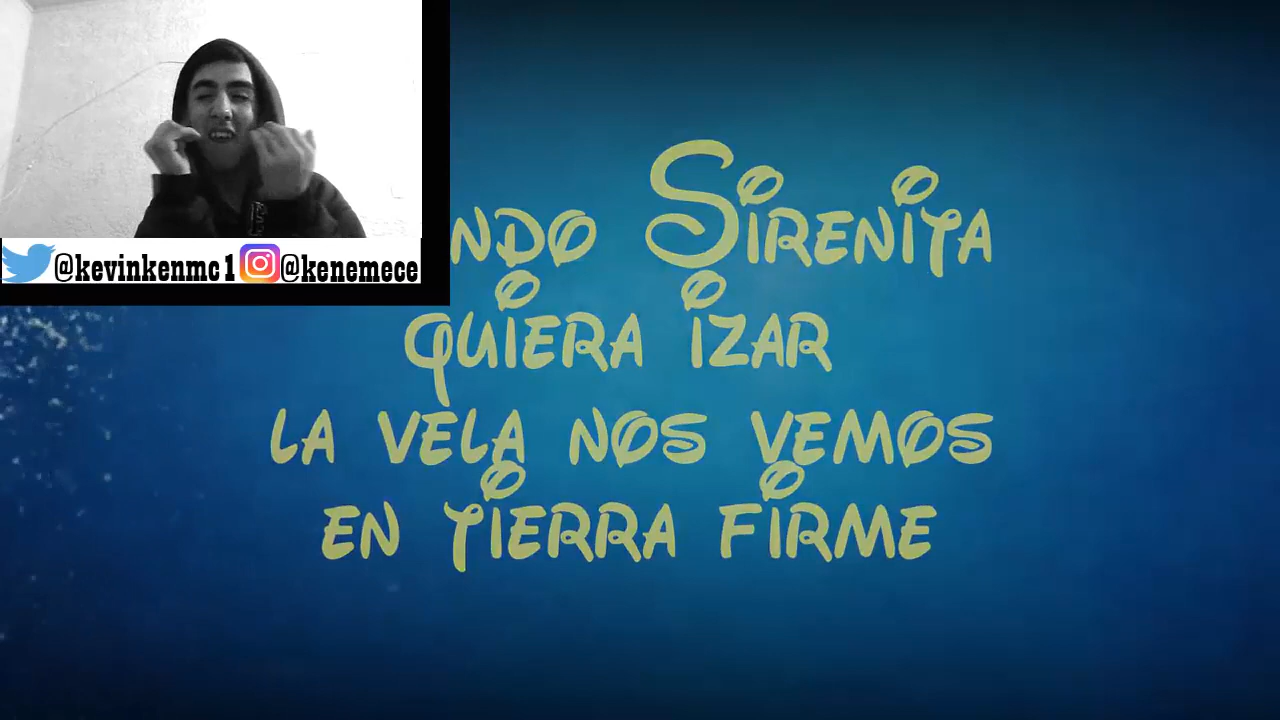 @kevinkenmc1 @kenemece
NDO SIRENITA
QUIERA IZAR
LA VELA NOS VEMOS
EN TIERRA FIRME